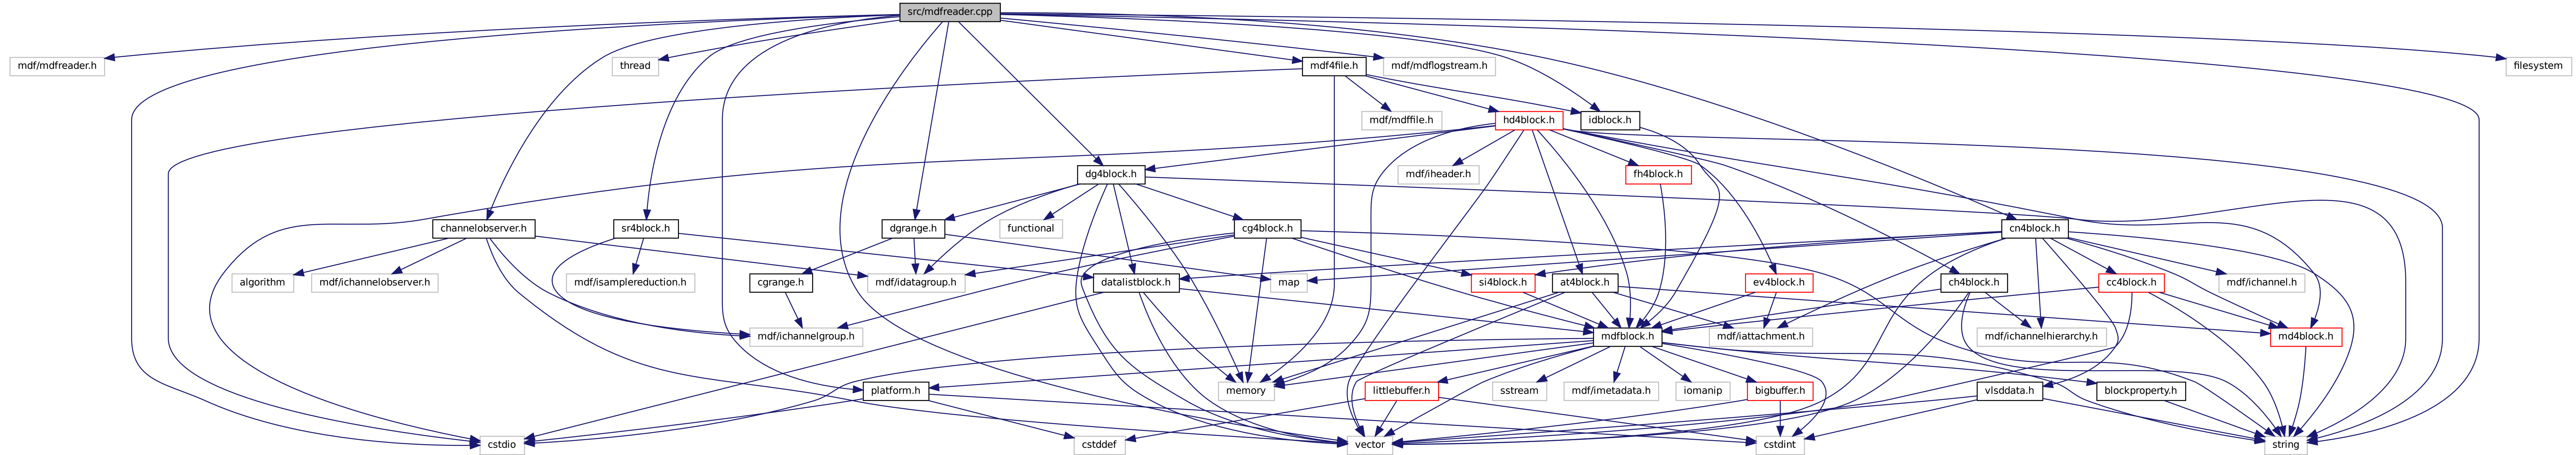 src/mdfreader.cpp
mdf/mdfreader.h
thread
mdf4file.h
mdf/mdflogstream.h
filesystem
mdf/mdffile.h
hd4block.h
idblock.h
dg4block.h
mdf/iheader.h
fh4block.h
channelobserver.h
sr4block.h
dgrange.h
functional
cg4block.h
cn4block.h
algorithm
mdf/ichannelobserver.h
mdf/isamplereduction.h
cgrange.h
mdf/idatagroup.h
datalistblock.h
map
si4block.h
at4block.h
ev4block.h
ch4block.h
cc4block.h
mdf/ichannel.h
mdf/ichannelgroup.h
mdfblock.h
mdf/iattachment.h
mdf/ichannelhierarchy.h
md4block.h
platform.h
memory
littlebuffer.h
sstream
mdf/imetadata.h
iomanip
bigbuffer.h
vlsddata.h
blockproperty.h
cstdio
cstddef
vector
cstdint
string